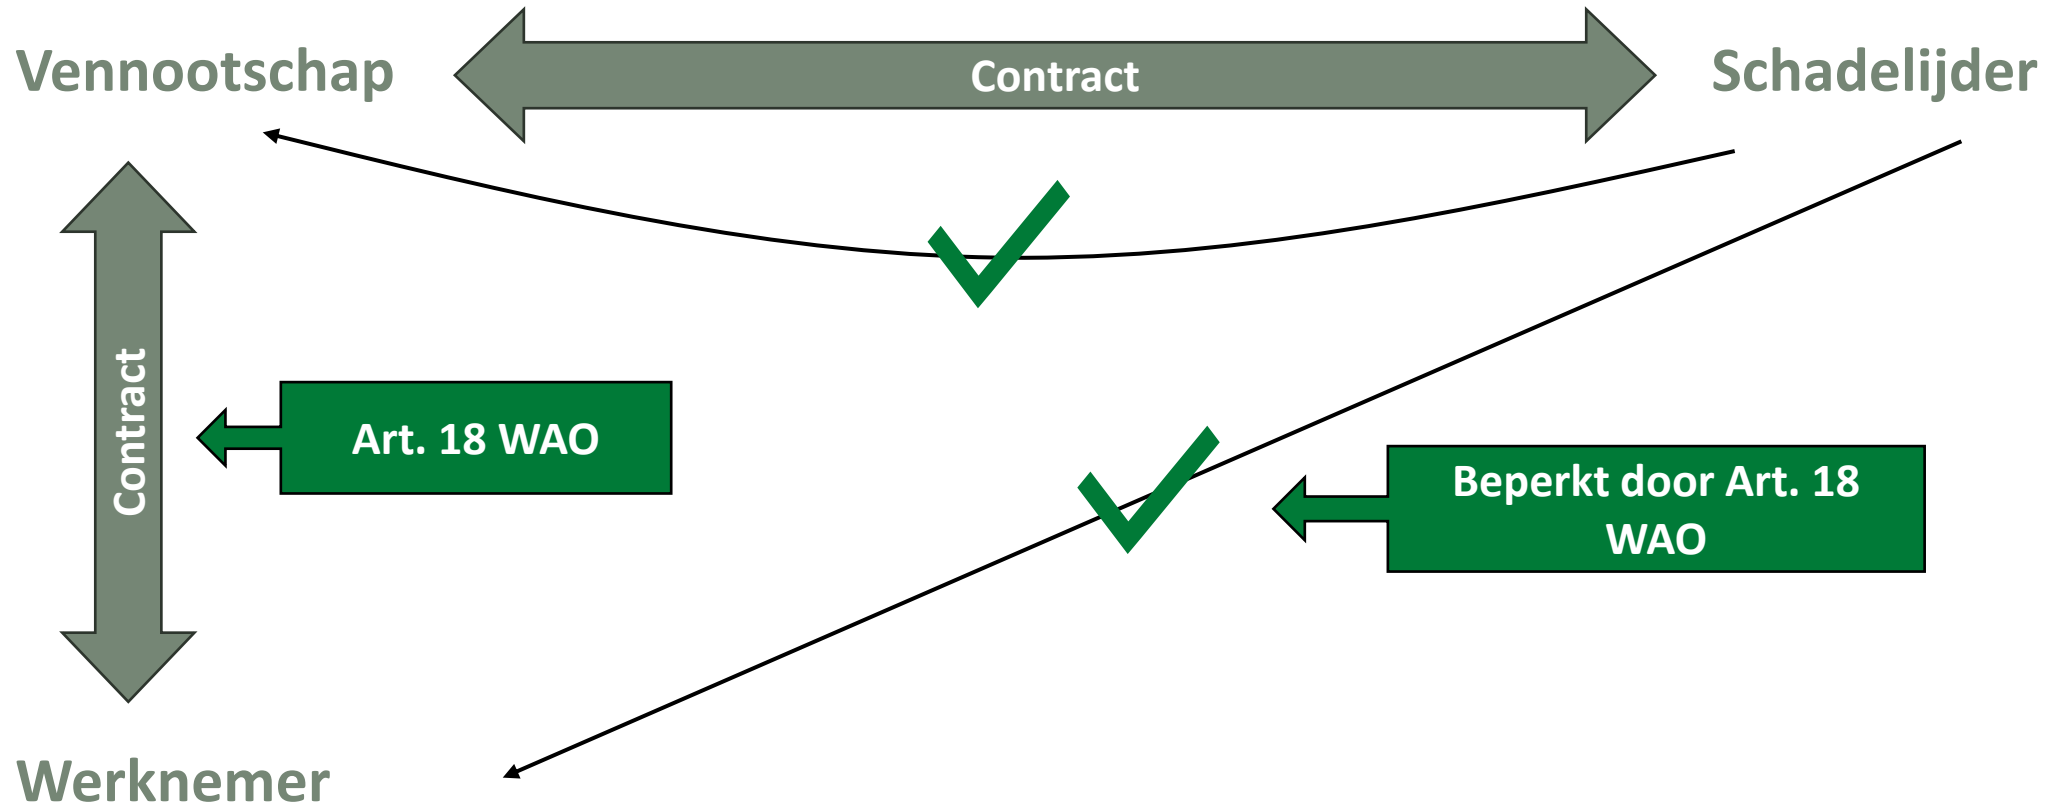 Vennootschap
Contract
Schadelijder
Contract
Art. 18 WAO
Beperkt door Art. 18
WAO
Werknemer